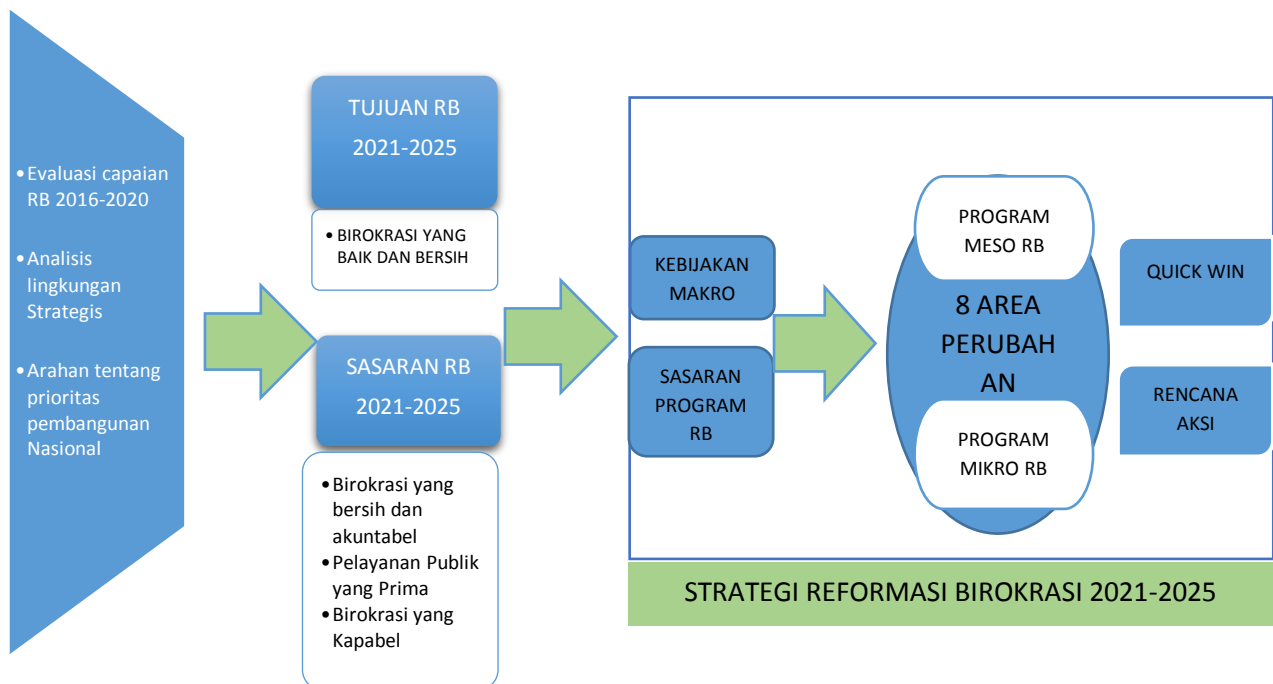 •Evaluasi capaian
RB 2016-2020
•Analisis
lingkungan
Strategis
•Arahan tentang
prioritas
pembangunan
Nasional
TUJUAN RB
2021-2025
•BIROKRASI YANG
BAIK DAN BERSIH
SASARAN RB
2021-2025
•Birokrasi yang
bersih dan
akuntabel
•Pelayanan Publik
yang Prima
•Birokrasi yang
Kapabel
KEBIJAKAN
MAKRO
SASARAN
PROGRAM
RB
PROGRAM
MESO RB
8 AREA
PERUBAH
AN
PROGRAM
MIKRO RB
QUICK WIN
RENCANA
AKSI
STRATEGI REFORMASI BIROKRASI 2021-2025